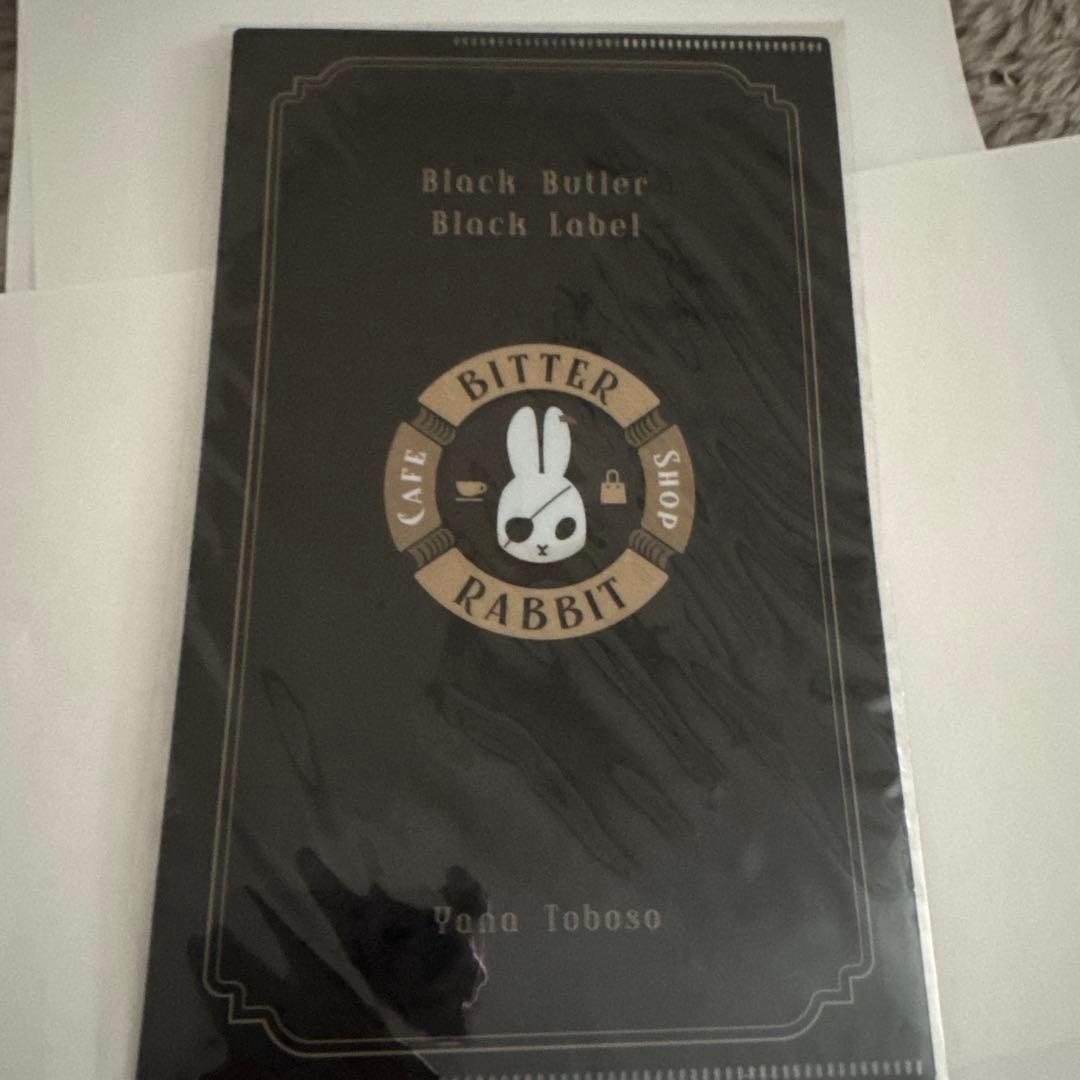 Black Butler
Black Label
BITTER
CAFE
SHOP
RABBIT
Yana Toboso